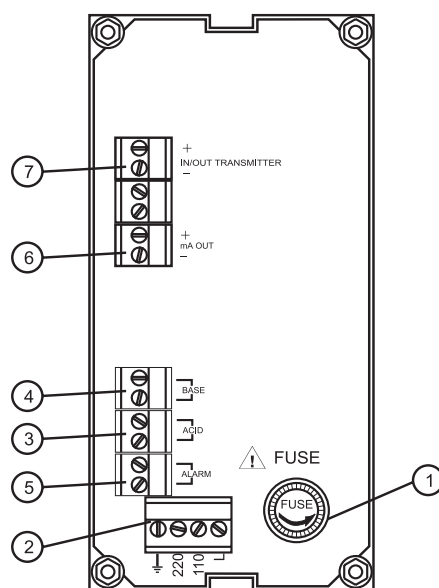 +
IN/OUT TRANSMITTER
7
−
+
mA OUT
6
−
4
BASE
3
ACID
FUSE
5
ALARM
1
FUSE
2
220
110
L